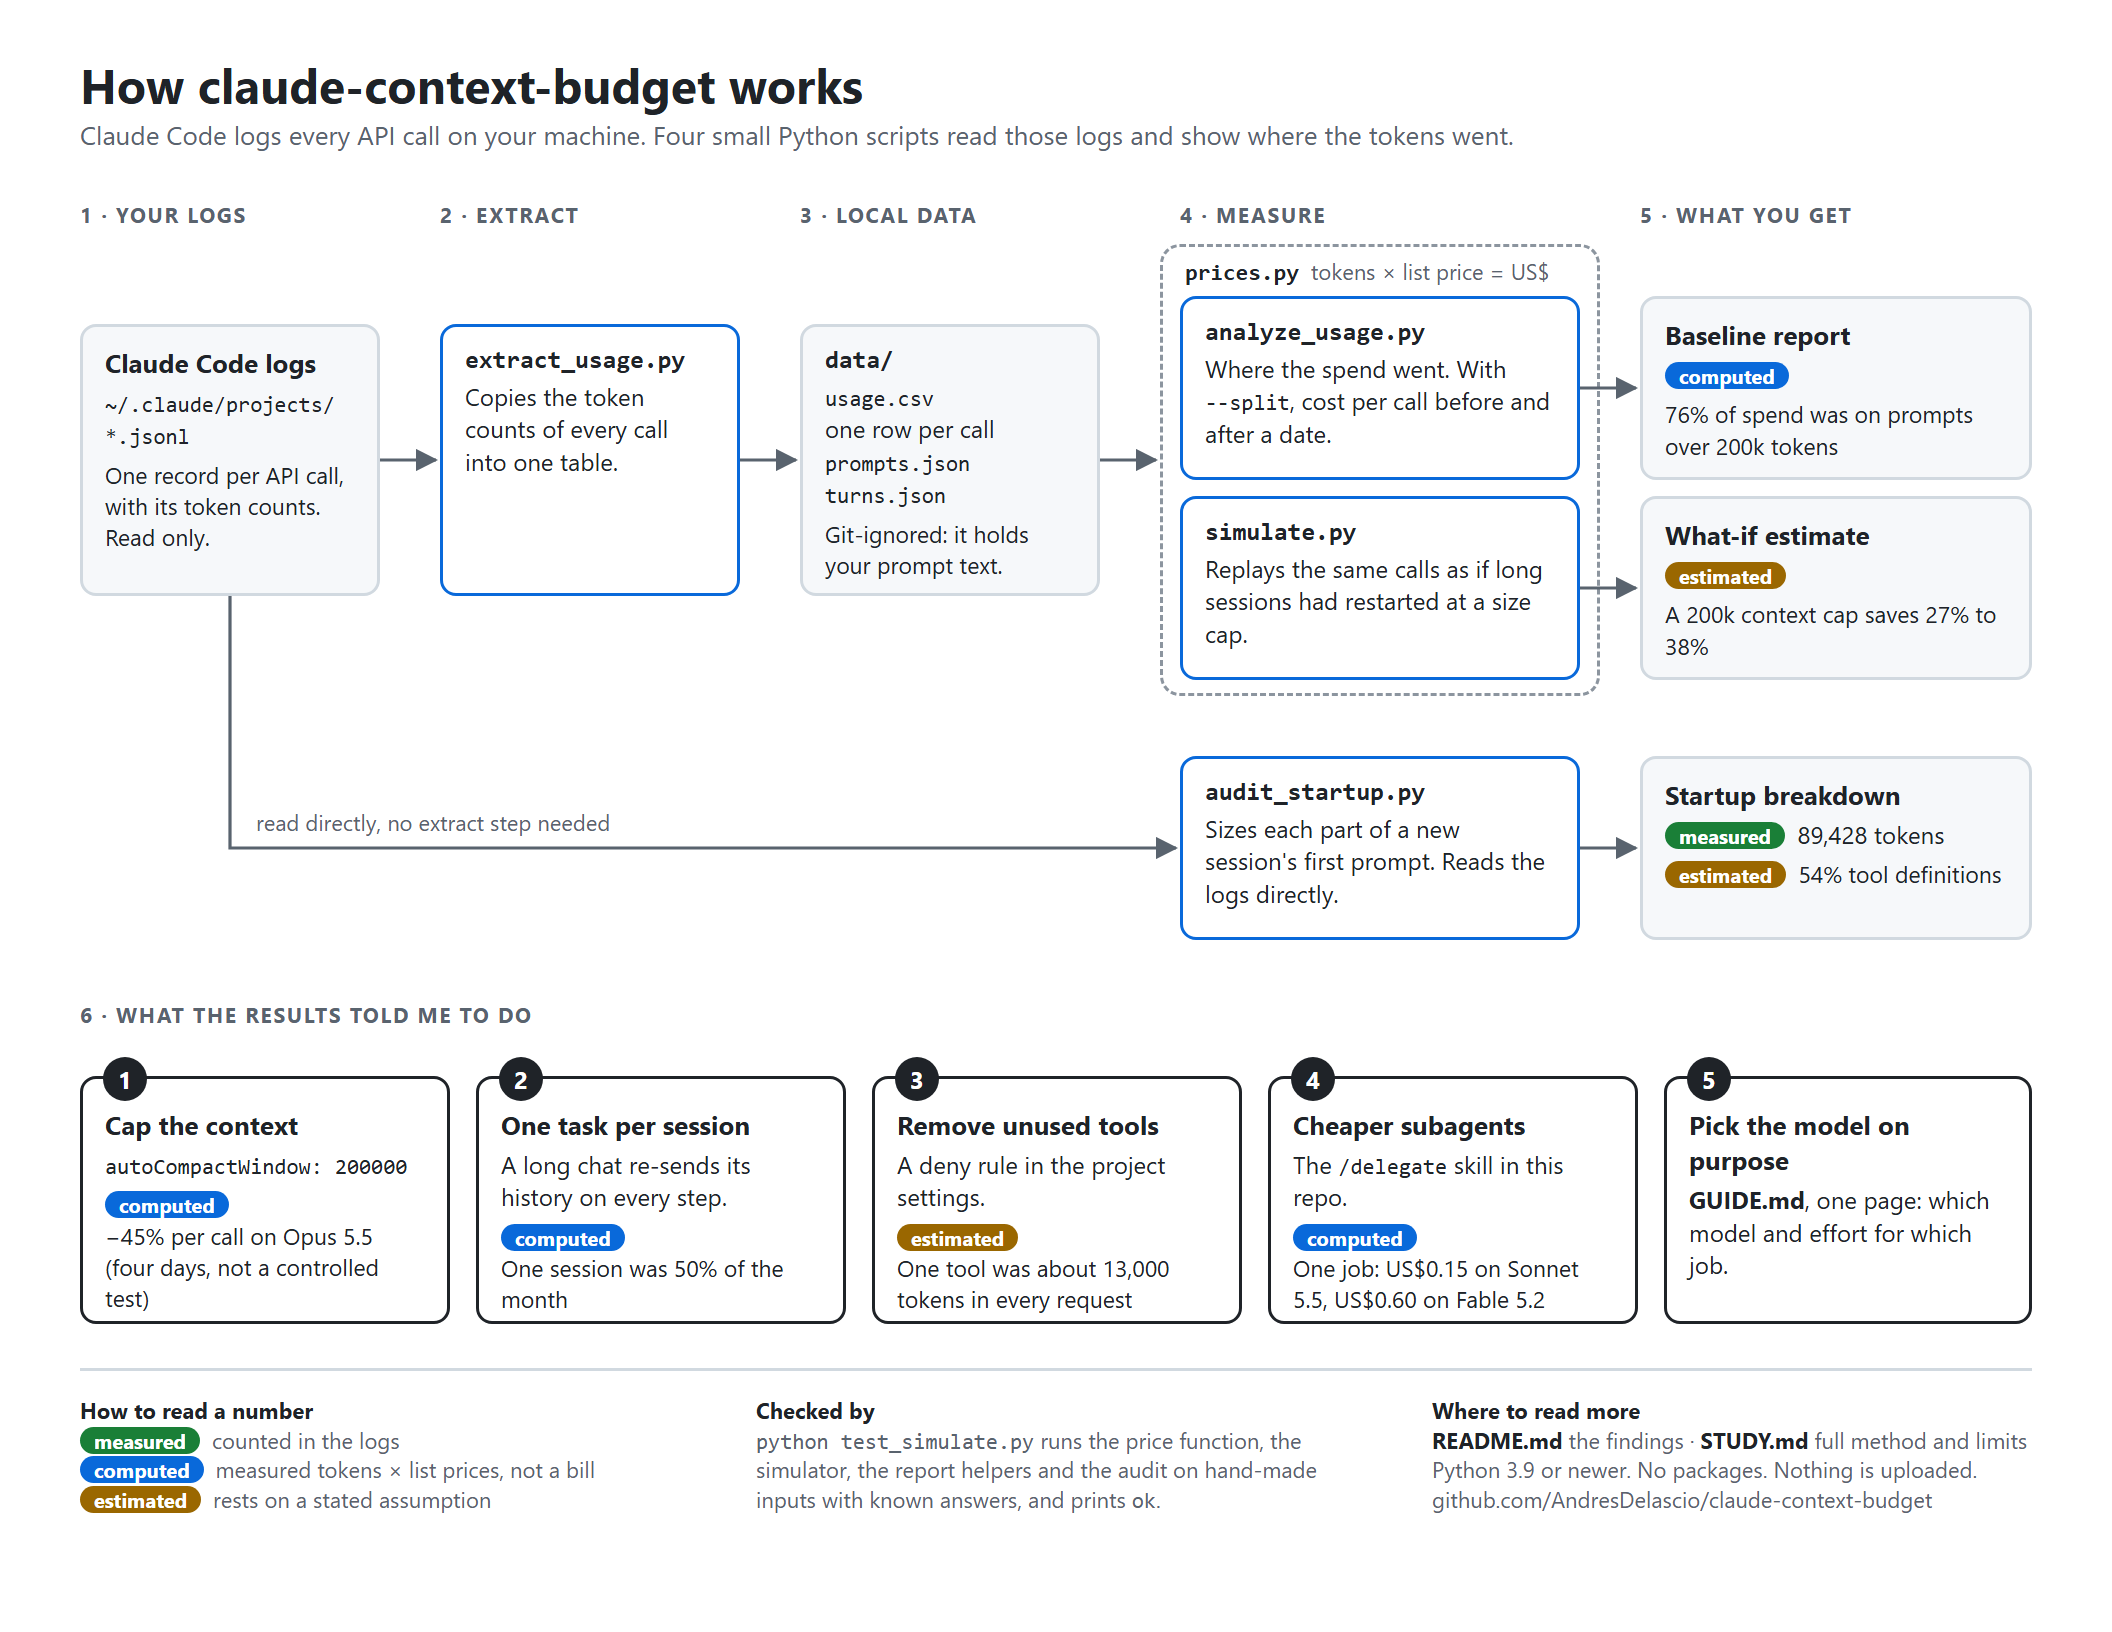 How claude-context-budget works
Claude Code logs every API call on your machine. Four small Python scripts read those logs and show where the tokens went.
1 · YOUR LOGS
2 · EXTRACT
3 · LOCAL DATA
4 · MEASURE
5 · WHAT YOU GET
Claude Code logs
~/.claude/projects/
*.jsonl
One record per API call,
with its token counts.
Read only.
extract_usage.py
Copies the token
counts of every call
into one table.
data/
usage.csv
one row per call
prompts.json
turns.json
Git-ignored: it holds
your prompt text.
prices.py tokens × list price = US$
analyze_usage.py
Where the spend went. With
--split, cost per call before and
after a date.
simulate.py
Replays the same calls as if long
sessions had restarted at a size
cap.
Baseline report
computed
76% of spend was on prompts
over 200k tokens
What-if estimate
estimated
A 200k context cap saves 27% to
38%
read directly, no extract step needed
audit_startup.py
Sizes each part of a new
session's first prompt. Reads the
logs directly.
Startup breakdown
measured 89,428 tokens
estimated 54% tool definitions
6 · WHAT THE RESULTS TOLD ME TO DO
1
Cap the context
autoCompactWindow: 200000
computed
−45% per call on Opus 5.5
(four days, not a controlled
test)
2
One task per session
A long chat re-sends its
history on every step.
computed
One session was 50% of the
month
3
Remove unused tools
A deny rule in the project
settings.
estimated
One tool was about 13,000
tokens in every request
4
Cheaper subagents
The /delegate skill in this
repo.
computed
One job: US$0.15 on Sonnet
5.5, US$0.60 on Fable 5.2
5
Pick the model on
purpose
GUIDE.md, one page: which
model and effort for which
job.
How to read a number
measured counted in the logs
computed measured tokens × list prices, not a bill
estimated rests on a stated assumption
Checked by
python test_simulate.py runs the price function, the
simulator, the report helpers and the audit on hand-made
inputs with known answers, and prints ok.
Where to read more
README.md the findings · STUDY.md full method and limits
Python 3.9 or newer. No packages. Nothing is uploaded.
github.com/AndresDelascio/claude-context-budget